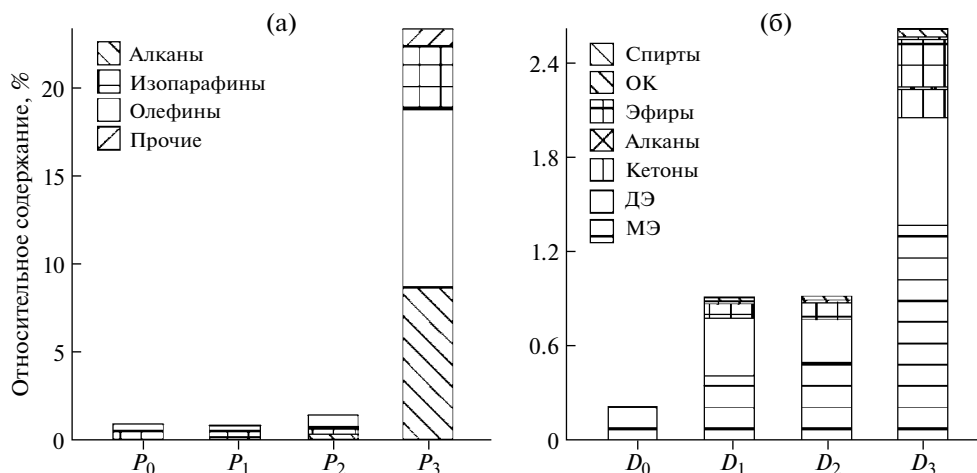 (а)
Относительное содержание, %
20
15
10
5
0
Алканы
Изопарафины
Олефины
Прочие
P0 P1 P2 P3
(б)
2.4
1.8
1.2
0.6
0
Спирты
ОК
Эфиры
Алканы
Кетоны
ДЭ
МЭ
D0 D1 D2 D3